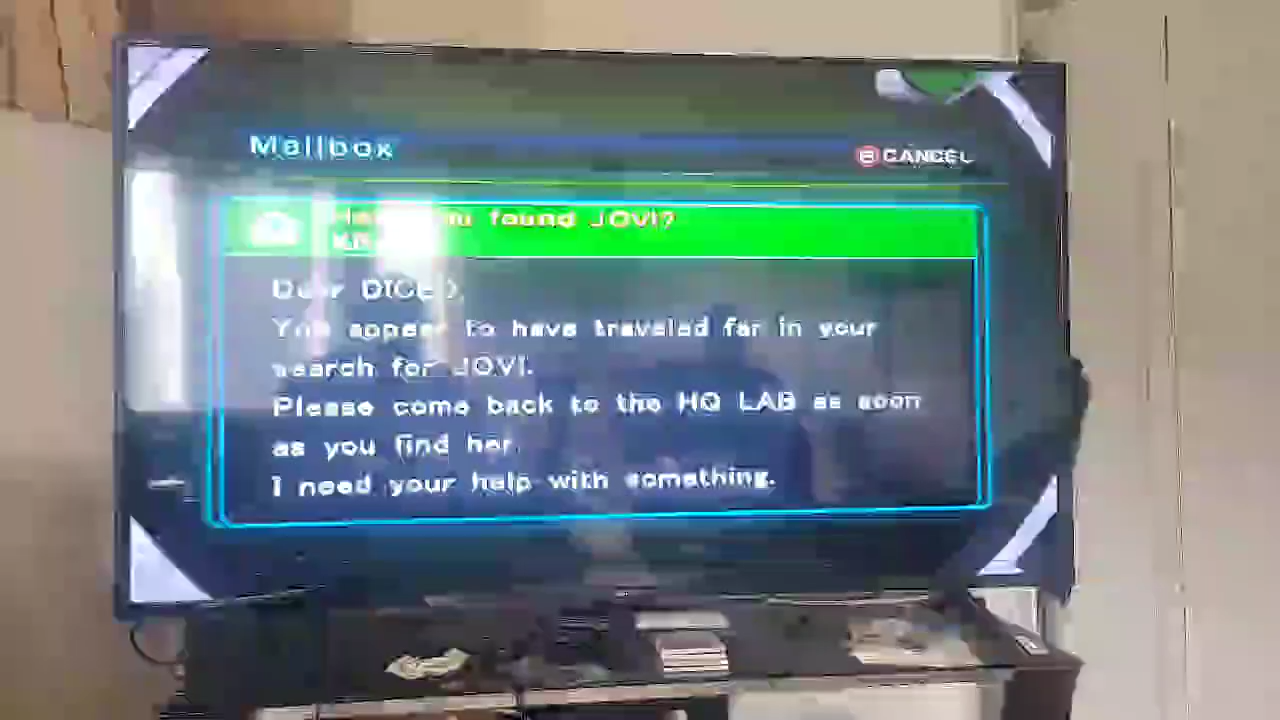 Mailbox
B CANCEL
found JOVI?
Dear
You appear to have traveled far in your
search for JOVI.
Please come back to the HQ LAB as soon
as you find her.
I need your help with something.